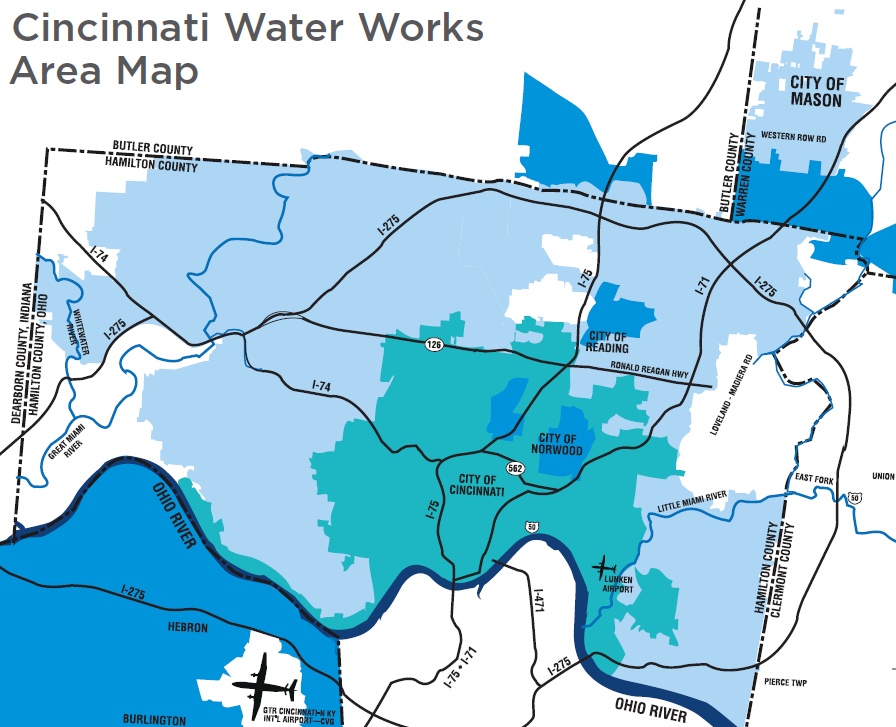 Cincinnati Water Works
Area Map
CITY OF
MASON
WESTERN ROW RD
BUTLER COUNTY
HAMILTON COUNTY
BUTLER COUNTY
WARREN COUNTY
I-275
I-74
I-75
I-71
I-275
DEARBORN COUNTY, INDIANA
HAMILTON COUNTY, OHIO
WHITEWATER
RIVER
I-275
126
CITY OF
READING
RONALD REAGAN HWY
LOVELAND - MADIERA RD
I-74
GREAT MIAMI
RIVER
CITY OF
NORWOOD
562
CITY OF
CINCINNATI
I-75
50
OHIO RIVER
LITTLE MIAMI RIVER
EAST FORK
UNION
50
LUNKEN
AIRPORT
HAMILTON COUNTY
CLERMONT COUNTY
I-275
HEBRON
I-471
I-75 • I-71
I-275
PIERCE TWP
GTR CINCINNATI-N KY
INT'L AIRPORT—CVG
BURLINGTON
OHIO RIVER